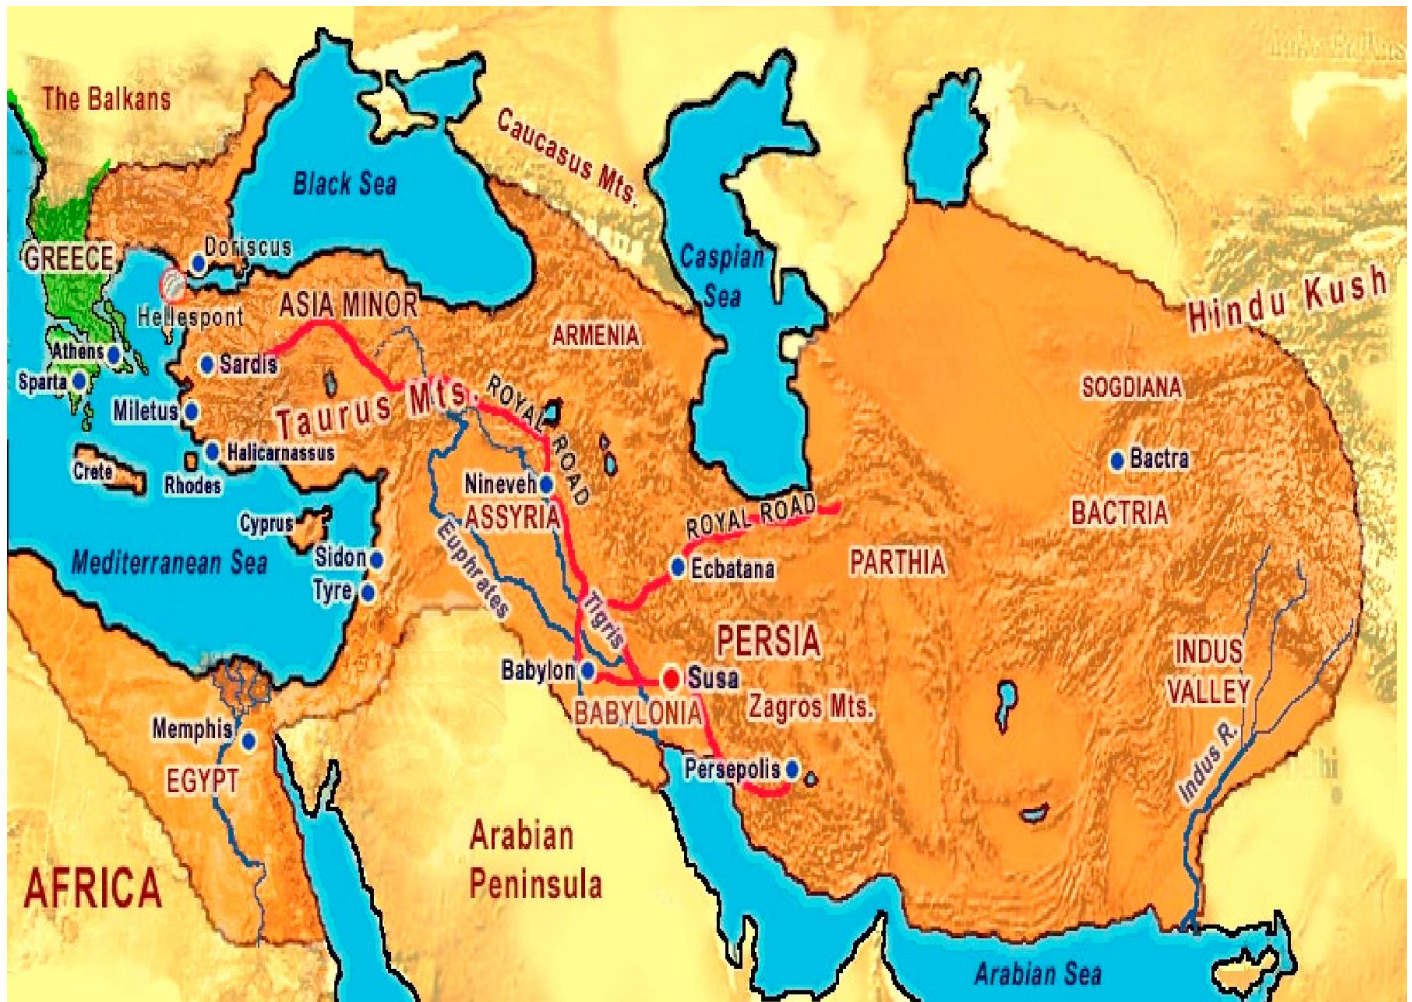 The Balkans
Caucasus Mts.
Black Sea
GREECE
Doriscus
Caspian
Sea
Hindu Kush
Hellespont
ASIA MINOR
ARMENIA
Athens
Sardis
Sparta
SOGDIANA
Miletus
Taurus Mts.
ROYAL ROAD
Halicarnassus
Bactra
Crete
Rhodes
Nineveh
ASSYRIA
BACTRIA
Cyprus
ROYAL ROAD
Mediterranean Sea
Sidon
Euphrates
Ecbatana
PARTHIA
Tyre
Tigris
PERSIA
INDUS
VALLEY
Babylon
Susa
BABYLONIA
Zagros Mts.
Memphis
EGYPT
Persepolis
Indus R.
Arabian
Peninsula
AFRICA
Arabian Sea